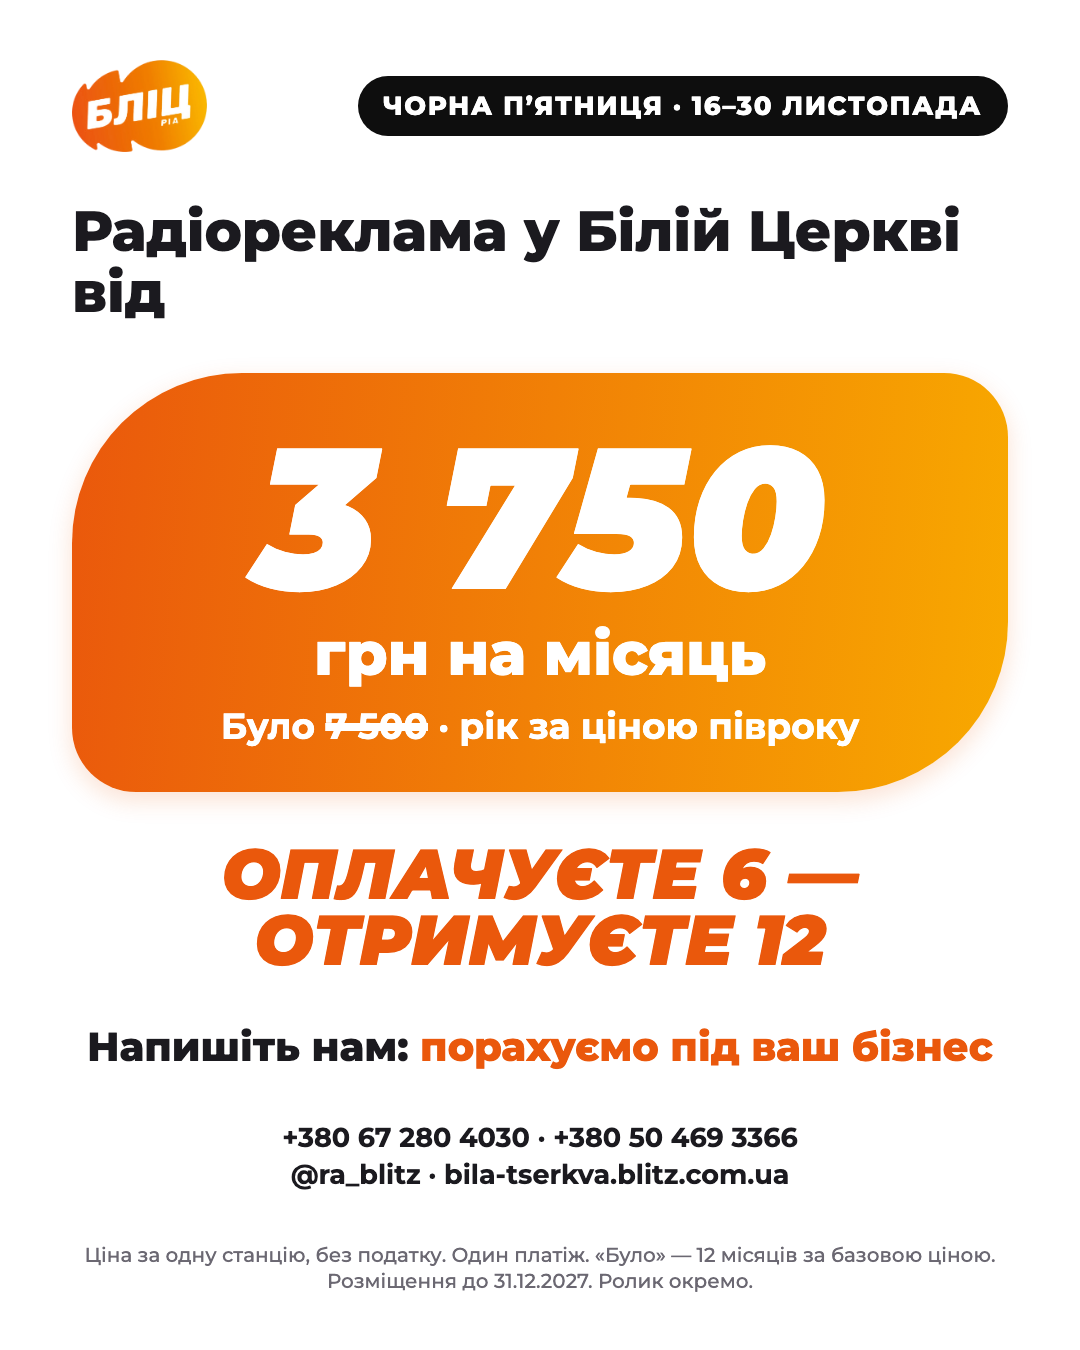 БЛІЦ
РІА
ЧОРНА П’ЯТНИЦЯ · 16–30 ЛИСТОПАДА
Радіореклама у Білій Церкві
від
3 750
грн на місяць
Було 7 500 · рік за ціною півроку
ОПЛАЧУЄТЕ 6 —
ОТРИМУЄТЕ 12
Напишіть нам: порахуємо під ваш бізнес
+380 67 280 4030 · +380 50 469 3366
@ra_blitz · bila-tserkva.blitz.com.ua
Ціна за одну станцію, без податку. Один платіж. «Було» — 12 місяців за базовою ціною.
Розміщення до 31.12.2027. Ролик окремо.